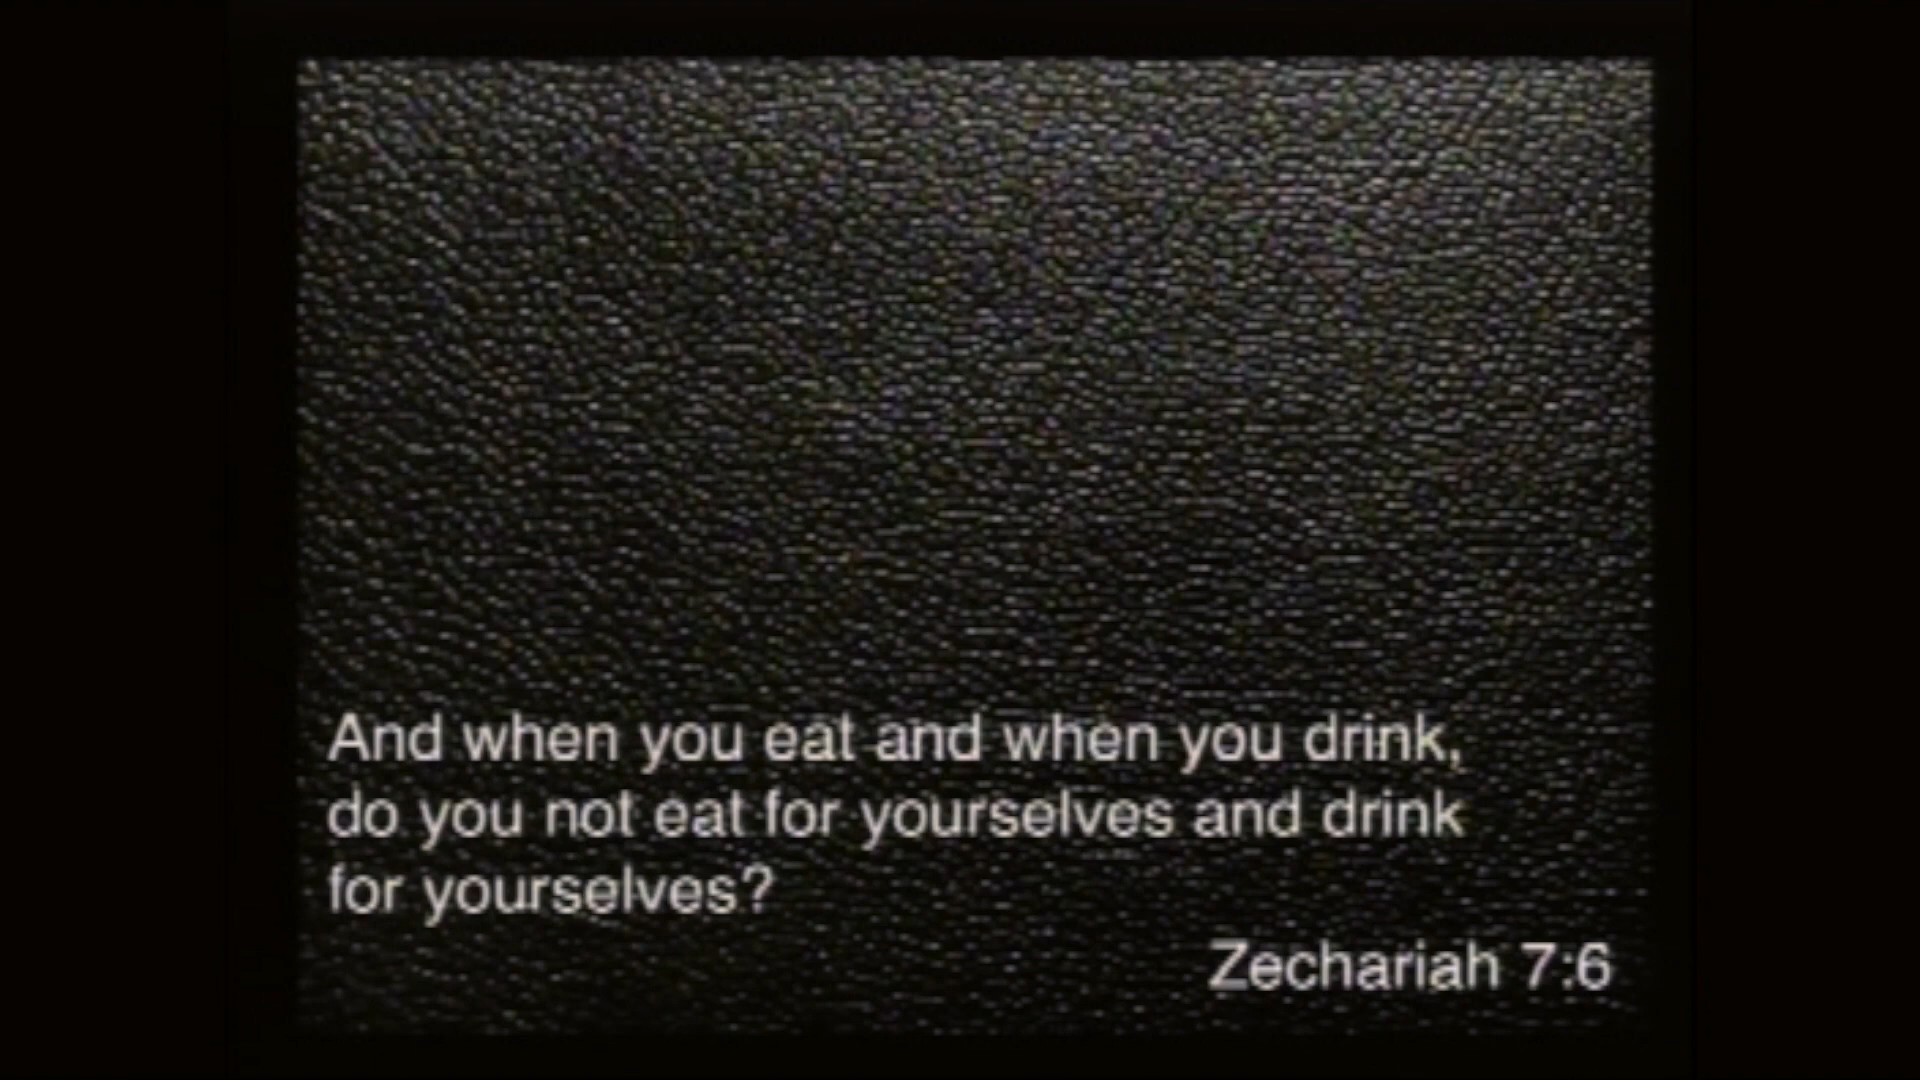 And when you eat and when you drink,
do you not eat for yourselves and drink
for yourselves?
Zechariah 7:6